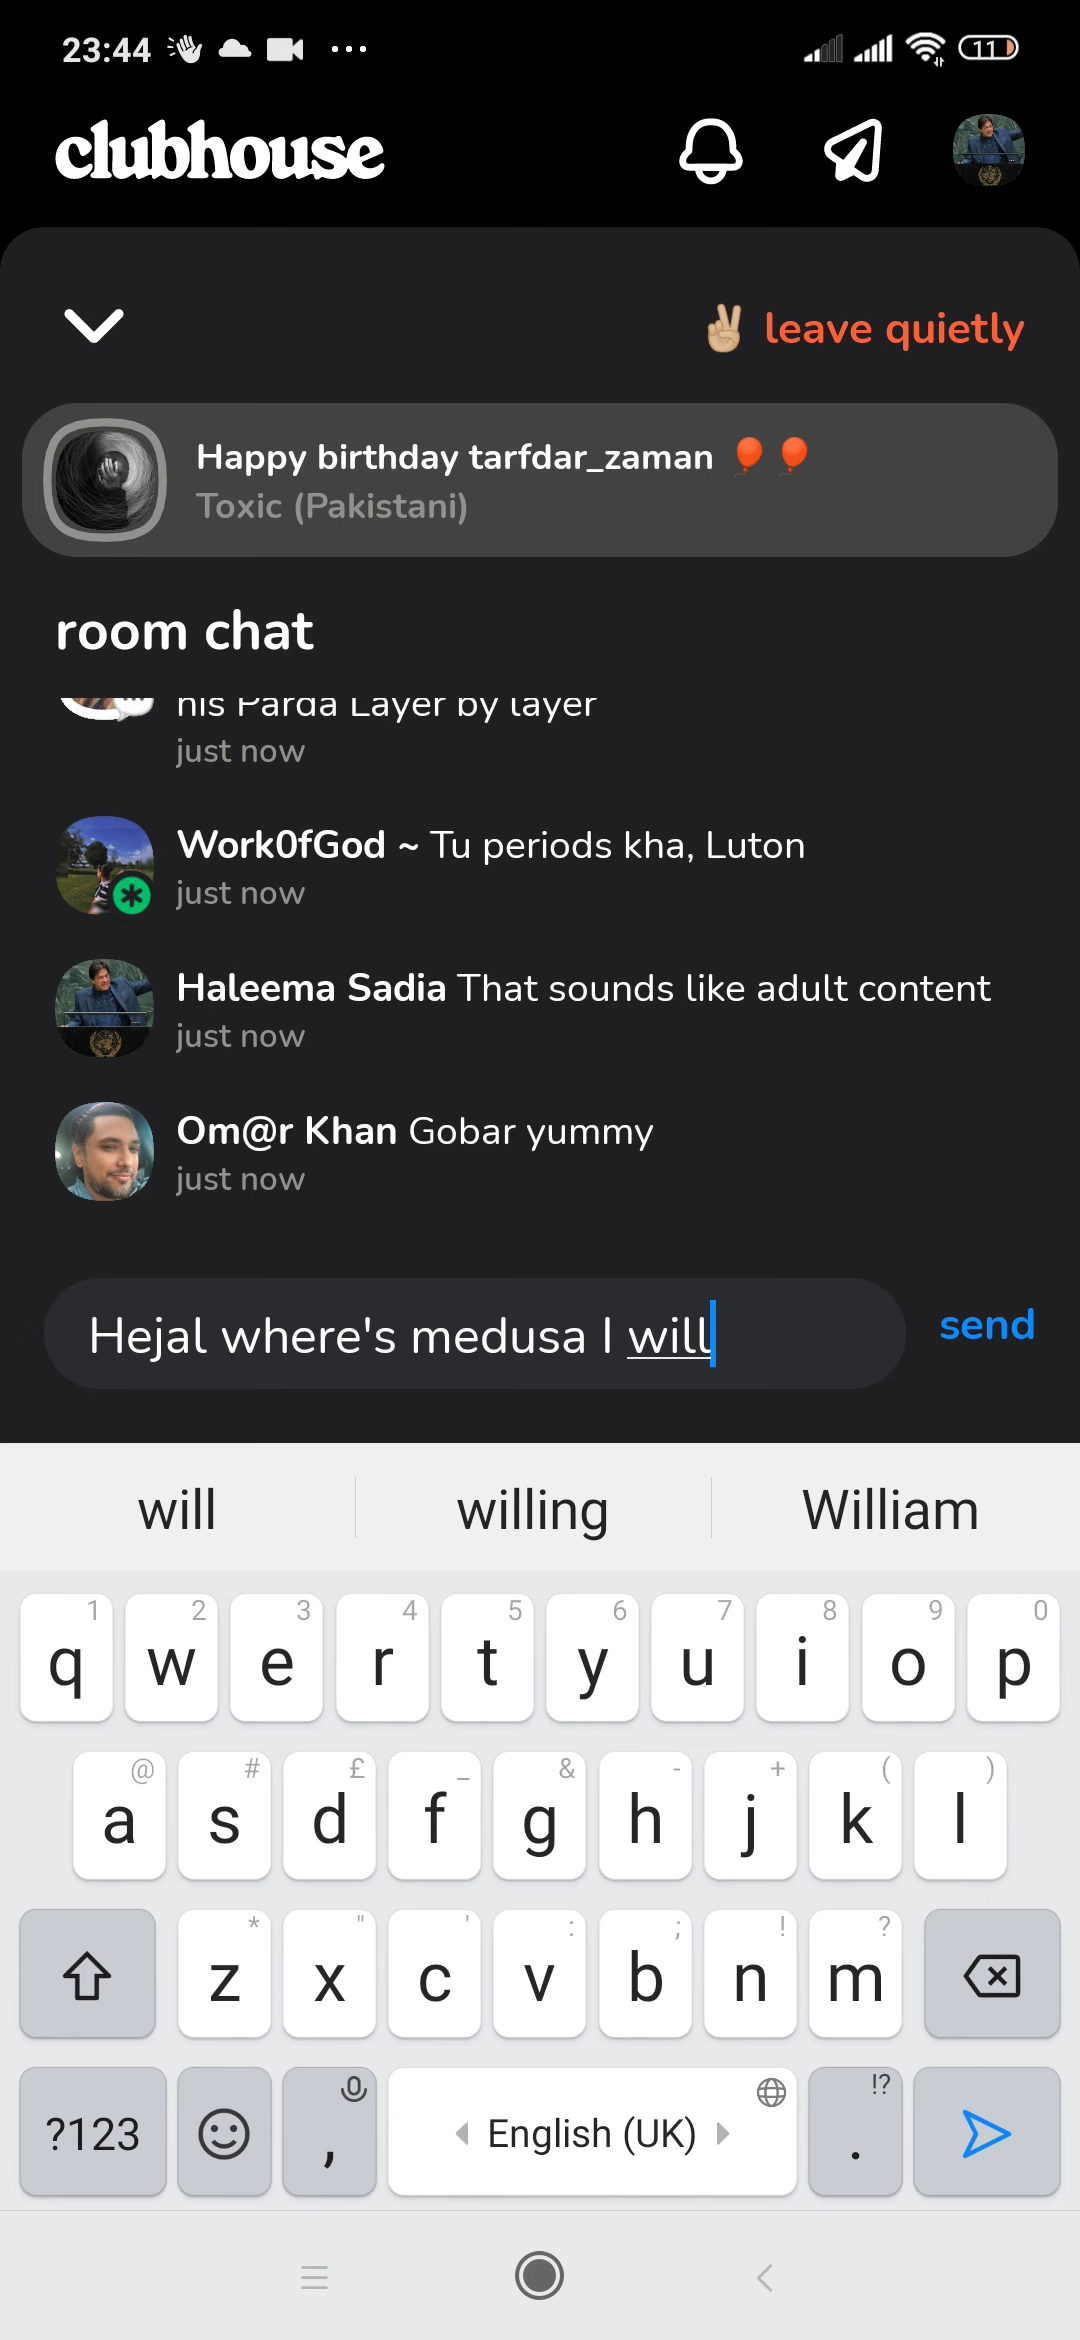 23:44
11
clubhouse
leave quietly
Happy birthday tarfdar_zaman
Toxic (Pakistani)
room chat
his Parda Layer by layer
just now
Work0fGod ~ Tu periods kha, Luton
just now
Haleema Sadia That sounds like adult content
just now
Om@r Khan Gobar yummy
just now
Hejal where's medusa I will
send
will willing William
1 2 3 4 5 6 7 8 9 0
q w e r t y u i o p
@ # £ _ & - + ( )
a s d f g h j k l
* " ' : ; ! ?
z x c v b n m
!?
?123 , English (UK) .